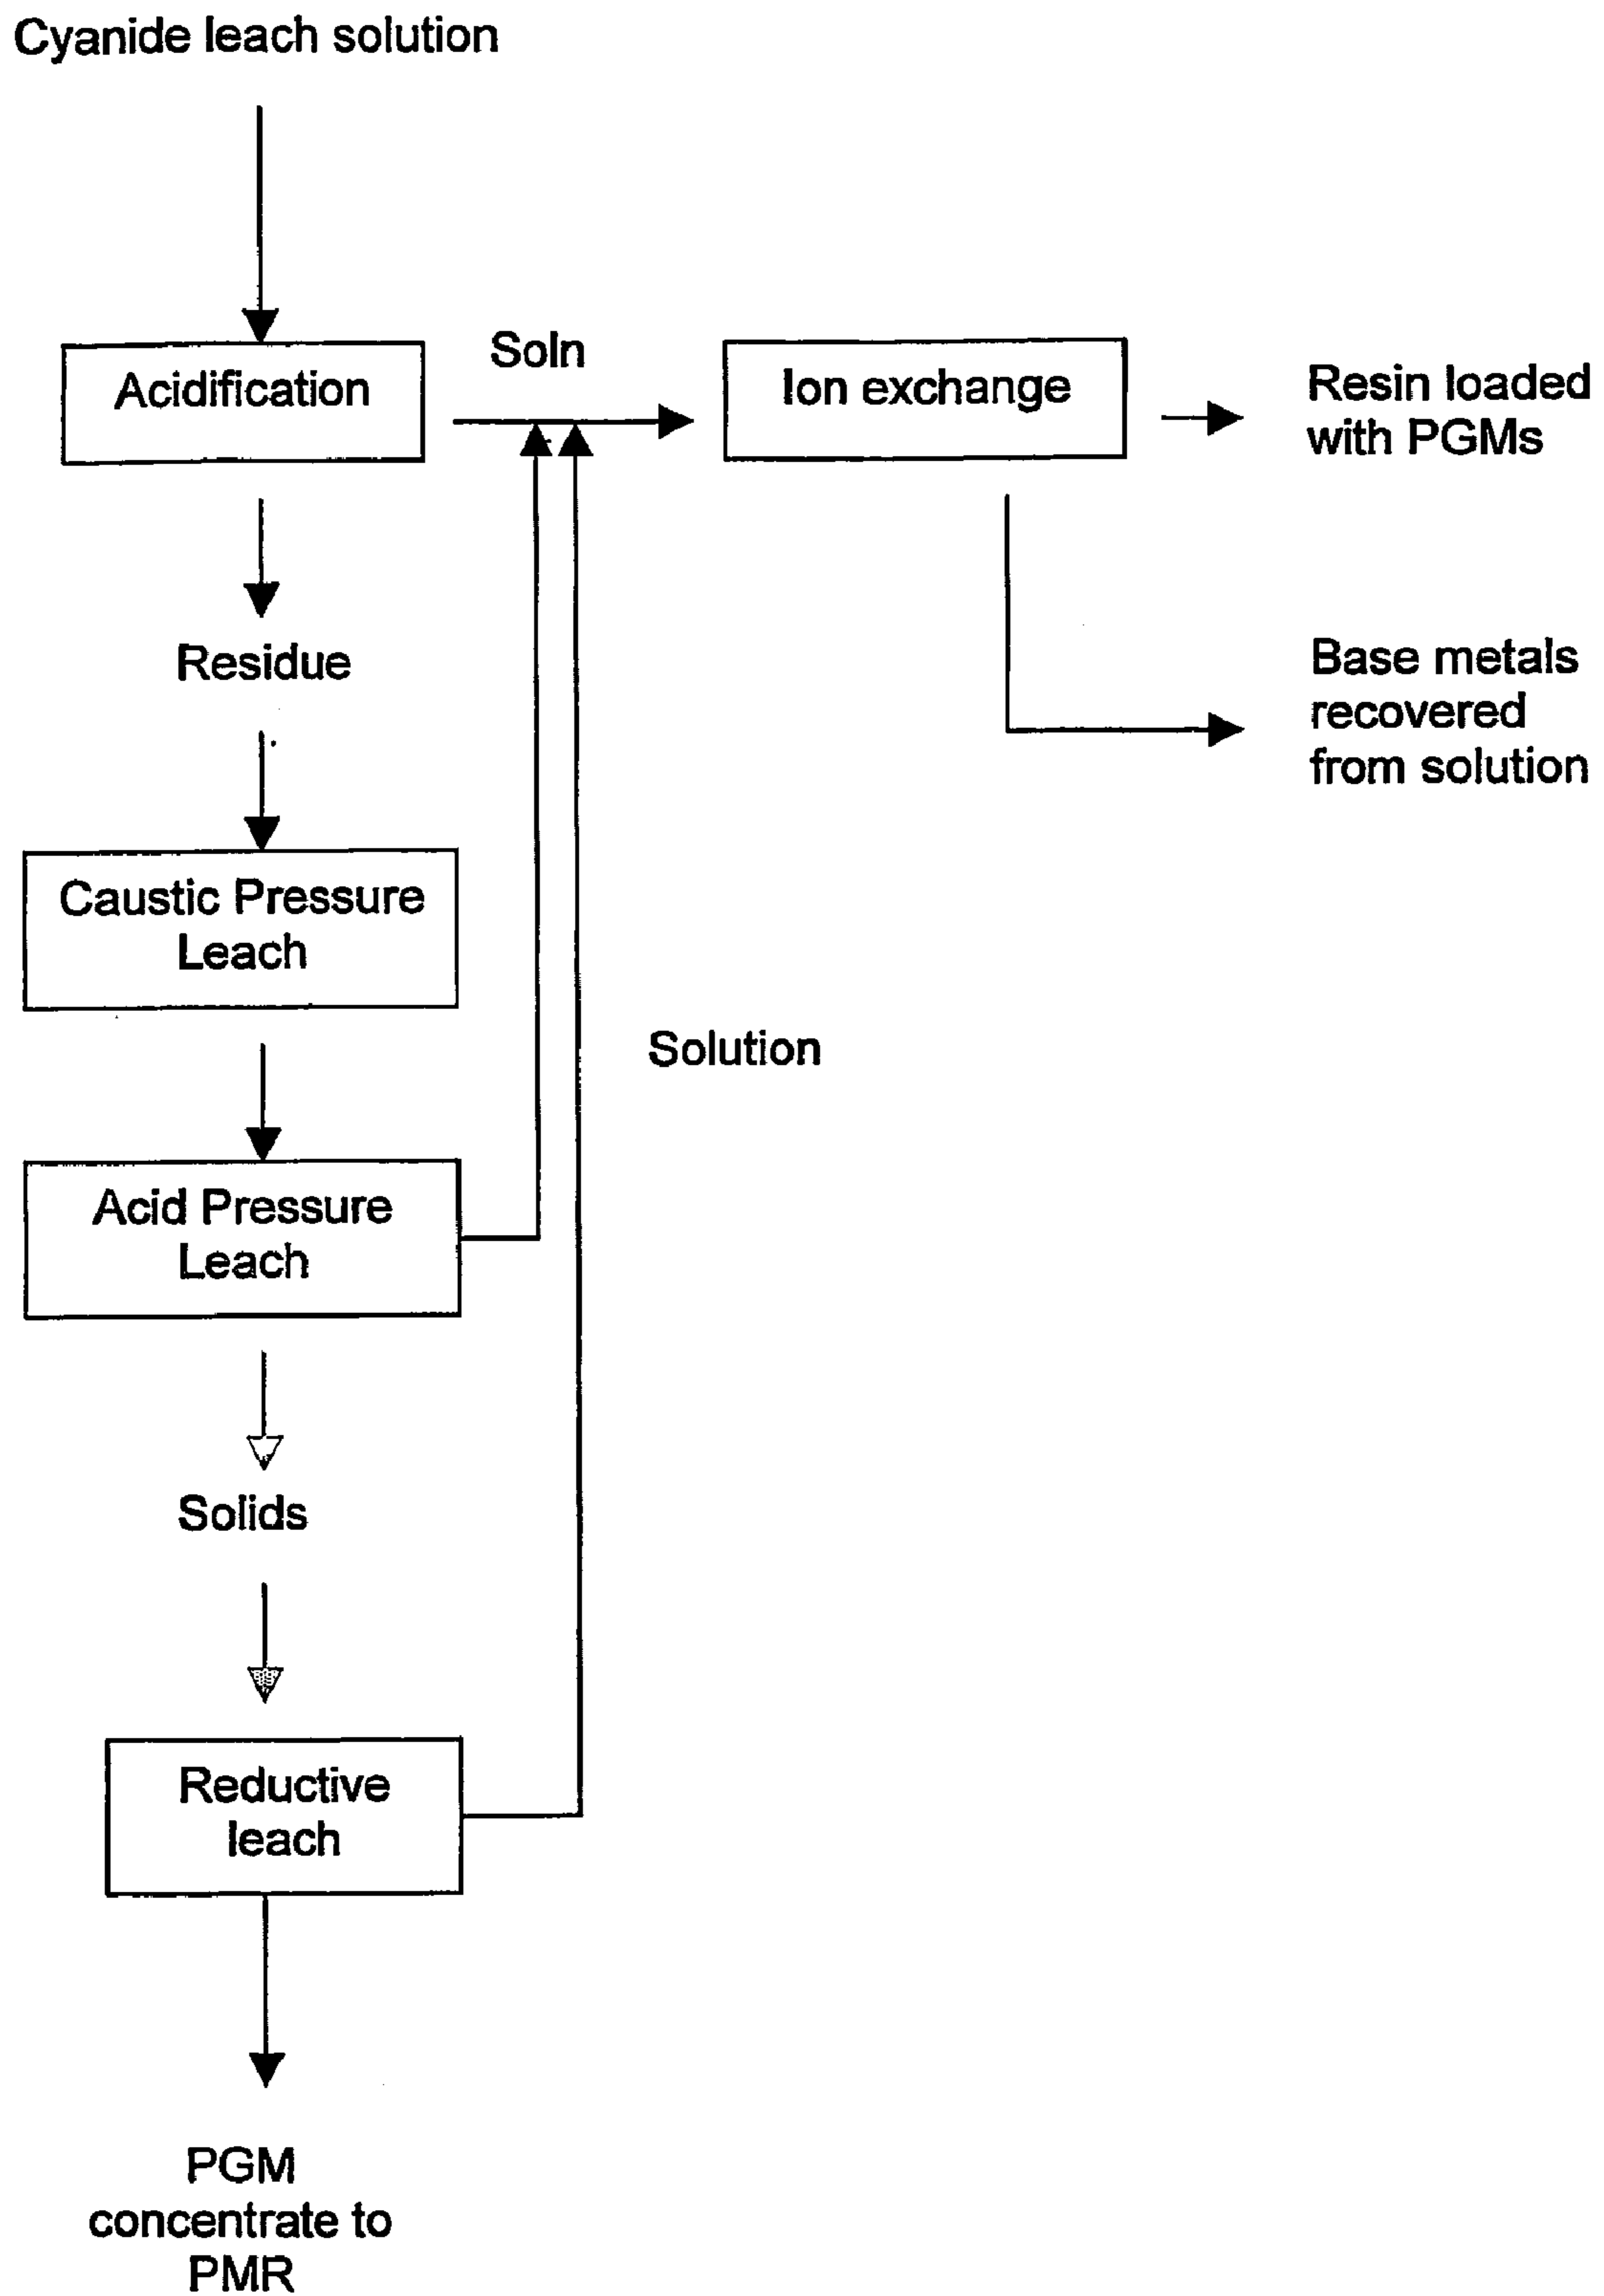 Cyanide leach solution
Acidification
Soln
Ion exchange
Resin loaded
with PGMs
Residue
Base metals
recovered
from solution
Caustic Pressure
Leach
Solution
Acid Pressure
Leach
Solids
Reductive
leach
PGM
concentrate to
PMR